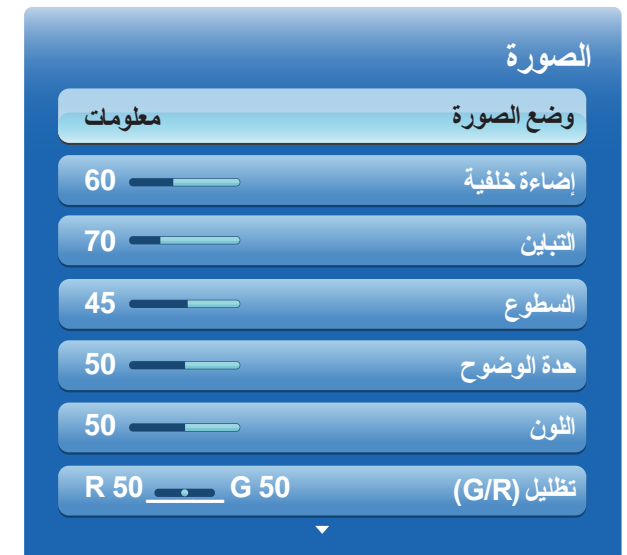 الصورة
وضع الصورة معلومات
إضاءة خلفية 60
التباين 70
السطوع 45
حدة الوضوح 50
اللون 50
تظليل (G/R) R 50 G 50